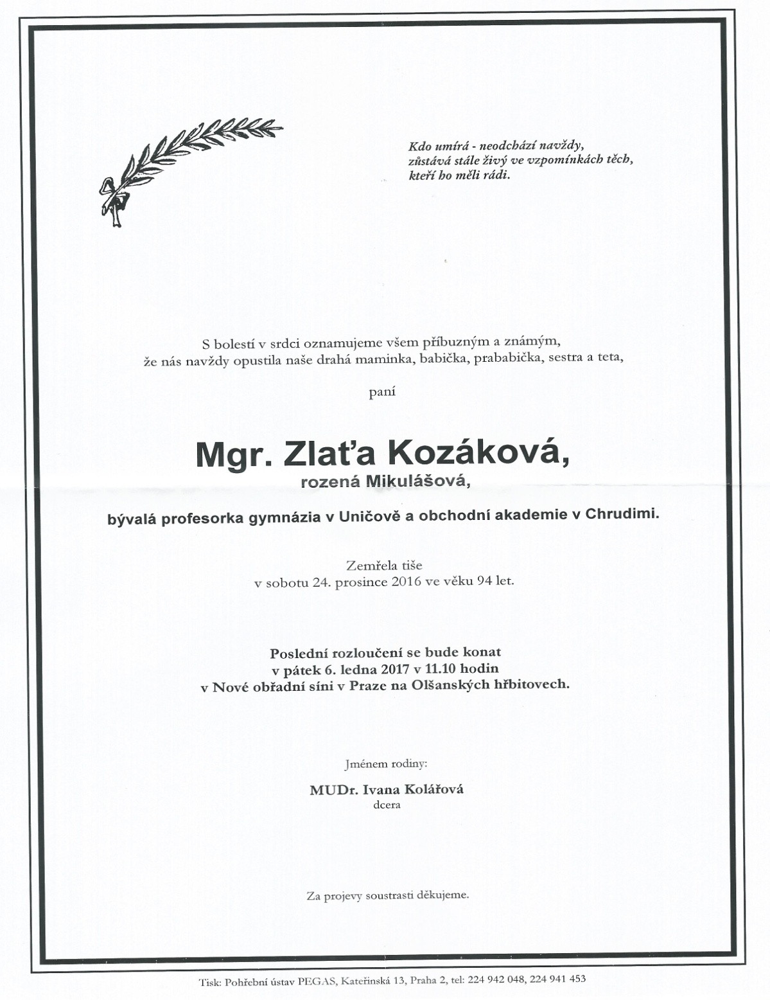 Kdo umírá - neodchází navždy,
zůstává stále živý ve vzpomínkách těch,
kteří ho měli rádi.
S bolestí v srdci oznamujeme všem příbuzným a známým,
že nás navždy opustila naše drahá maminka, babička, prababička, sestra a teta,
paní
Mgr. Zlaťa Kozáková,
rozená Mikulášová,
bývalá profesorka gymnázia v Uničově a obchodní akademie v Chrudimi.
Zemřela tiše
v sobotu 24. prosince 2016 ve věku 94 let.
Poslední rozloučení se bude konat
v pátek 6. ledna 2017 v 11.10 hodin
v Nové obřadní síni v Praze na Olšanských hřbitovech.
Jménem rodiny:
MUDr. Ivana Kolářová
dcera
Za projevy soustrasti děkujeme.
Tisk: Pohřební ústav PEGAS, Kateřinská 13, Praha 2, tel: 224 942 048, 224 941 453